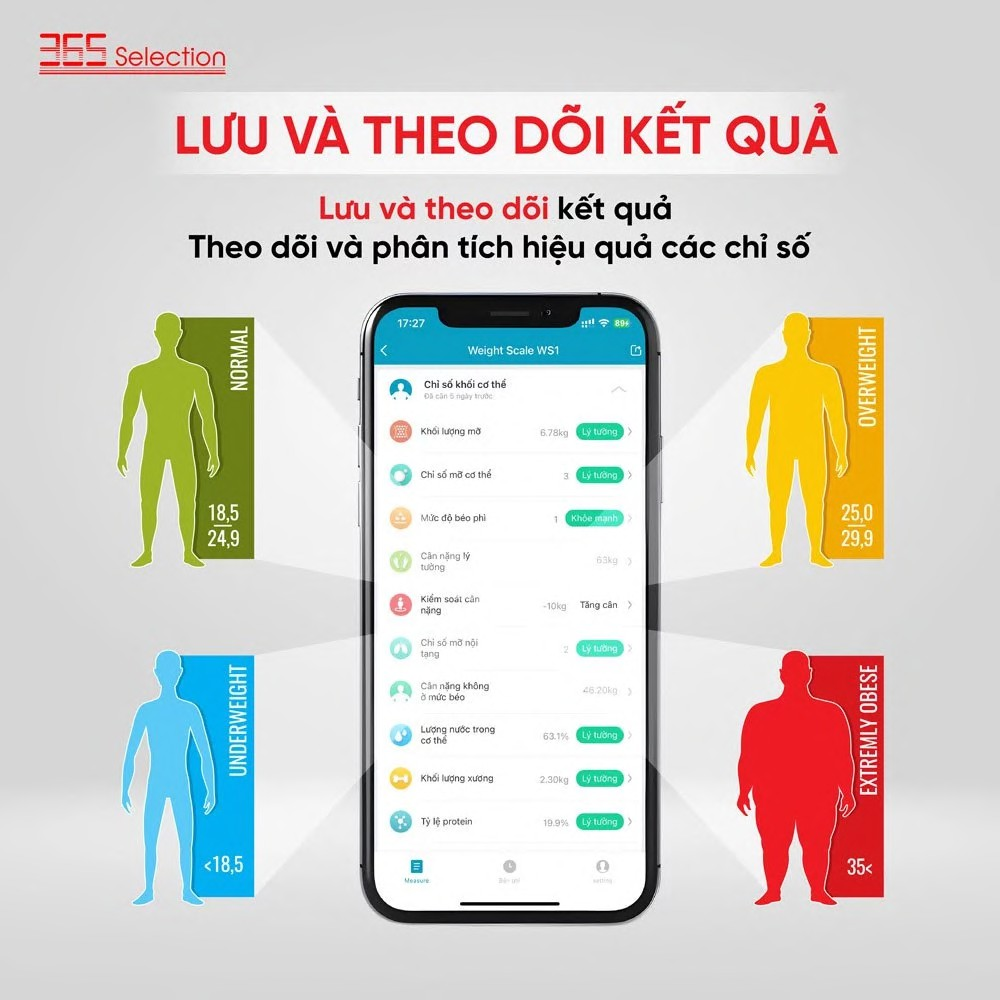 365 Selection
LƯU VÀ THEO DÕI KẾT QUẢ
Lưu và theo dõi kết quả
Theo dõi và phân tích hiệu quả các chỉ số
NORMAL
18,5
24,9
OVERWEIGHT
25,0
29,9
UNDERWEIGHT
<18,5
EXTREMLY OBESE
35<
17:27
89
Weight Scale WS1
Chỉ số khối cơ thể
Đã cân 5 ngày trước
Khối lượng mỡ 6.78kg Lý tưởng
Chỉ số mỡ cơ thể 3 Lý tưởng
Mức độ béo phì 1 Khỏe mạnh
Cân nặng lý
tưởng 63kg
Kiểm soát cân
nặng -10kg Tăng cân
Chỉ số mỡ nội
tạng 2 Lý tưởng
Cân nặng không
ở mức béo 46.20kg
Lượng nước trong
cơ thể 63.1% Lý tưởng
Khối lượng xương 2.30kg Lý tưởng
Tỷ lệ protein 19.9% Lý tưởng
Measure